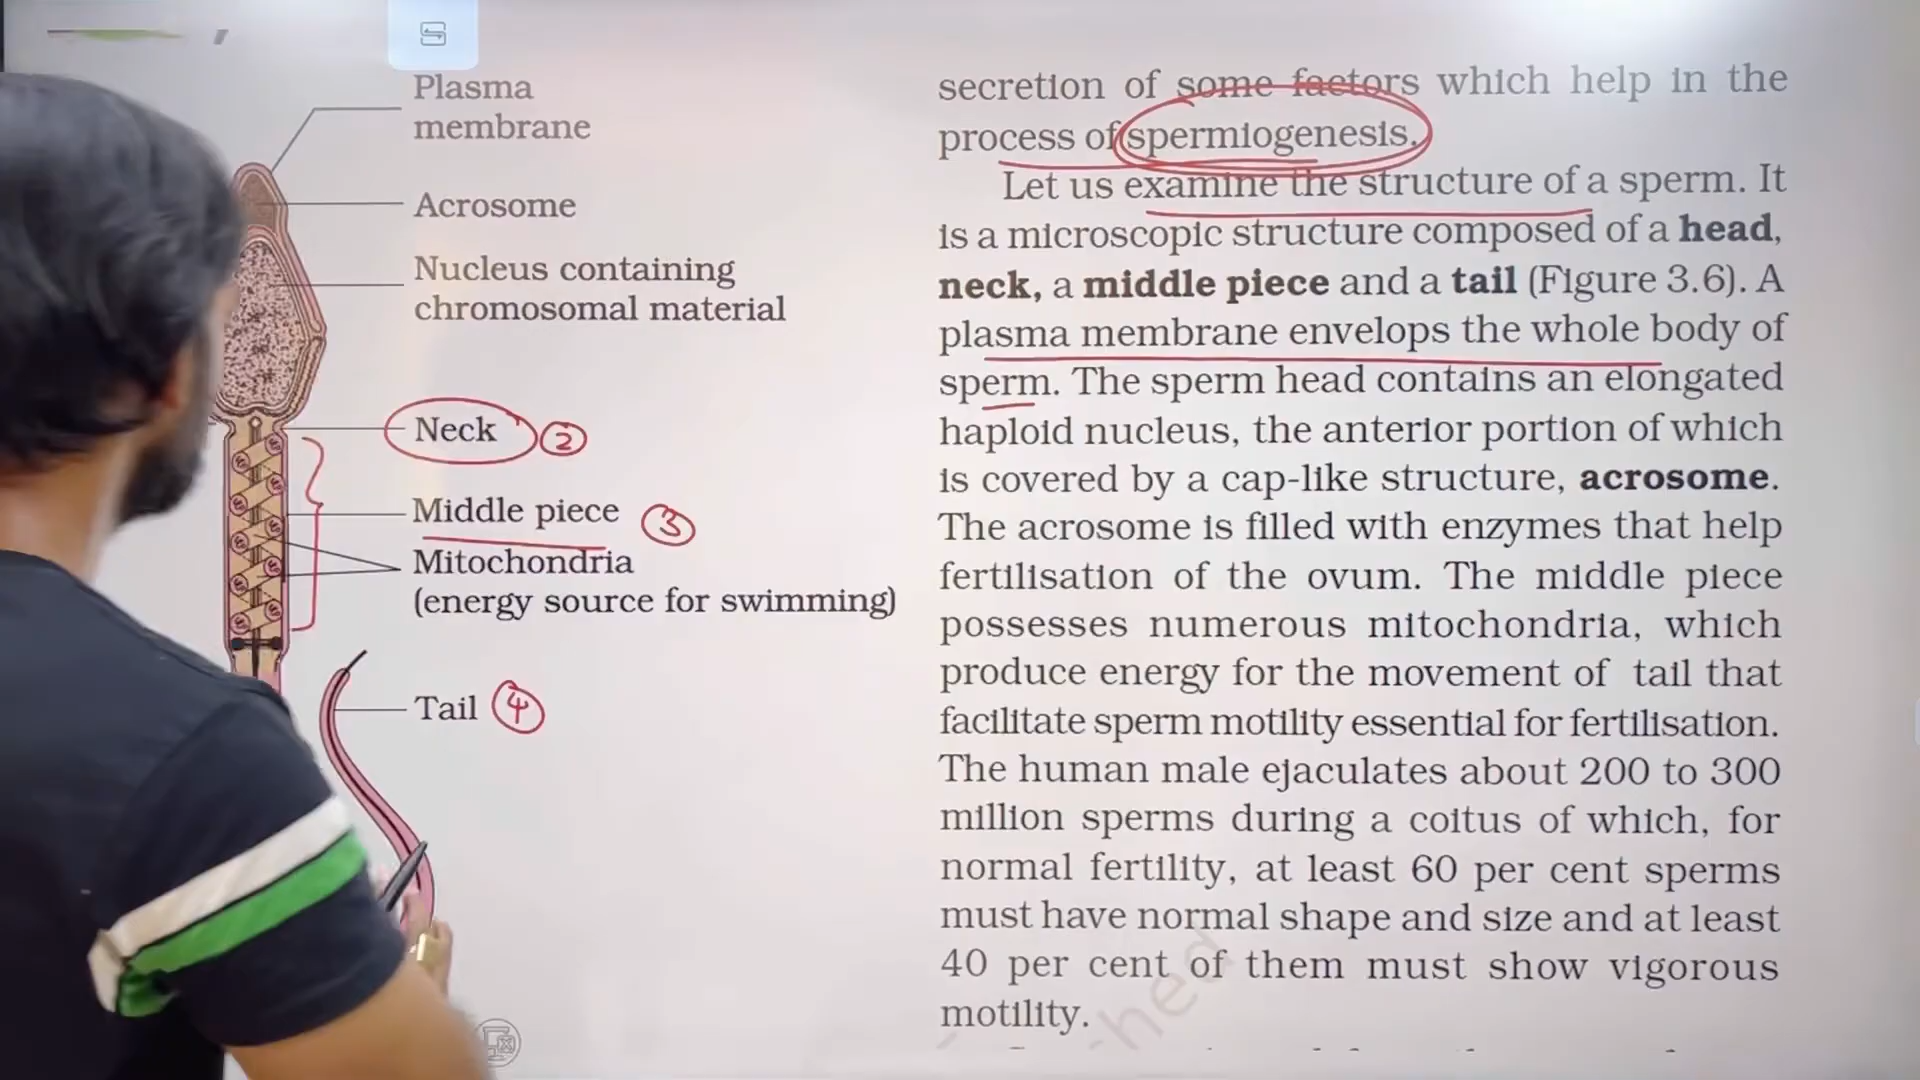 Plasma
membrane
Acrosome
Nucleus containing
chromosomal material
Neck ②
Middle piece ③
Mitochondria
(energy source for swimming)
Tail ④
secretion of some factors which help in the
process of spermiogenesis.
Let us examine the structure of a sperm. It
is a microscopic structure composed of a head,
neck, a middle piece and a tail (Figure 3.6). A
plasma membrane envelops the whole body of
sperm. The sperm head contains an elongated
haploid nucleus, the anterior portion of which
is covered by a cap-like structure, acrosome.
The acrosome is filled with enzymes that help
fertilisation of the ovum. The middle piece
possesses numerous mitochondria, which
produce energy for the movement of tail that
facilitate sperm motility essential for fertilisation.
The human male ejaculates about 200 to 300
million sperms during a coitus of which, for
normal fertility, at least 60 per cent sperms
must have normal shape and size and at least
40 per cent of them must show vigorous
motility.